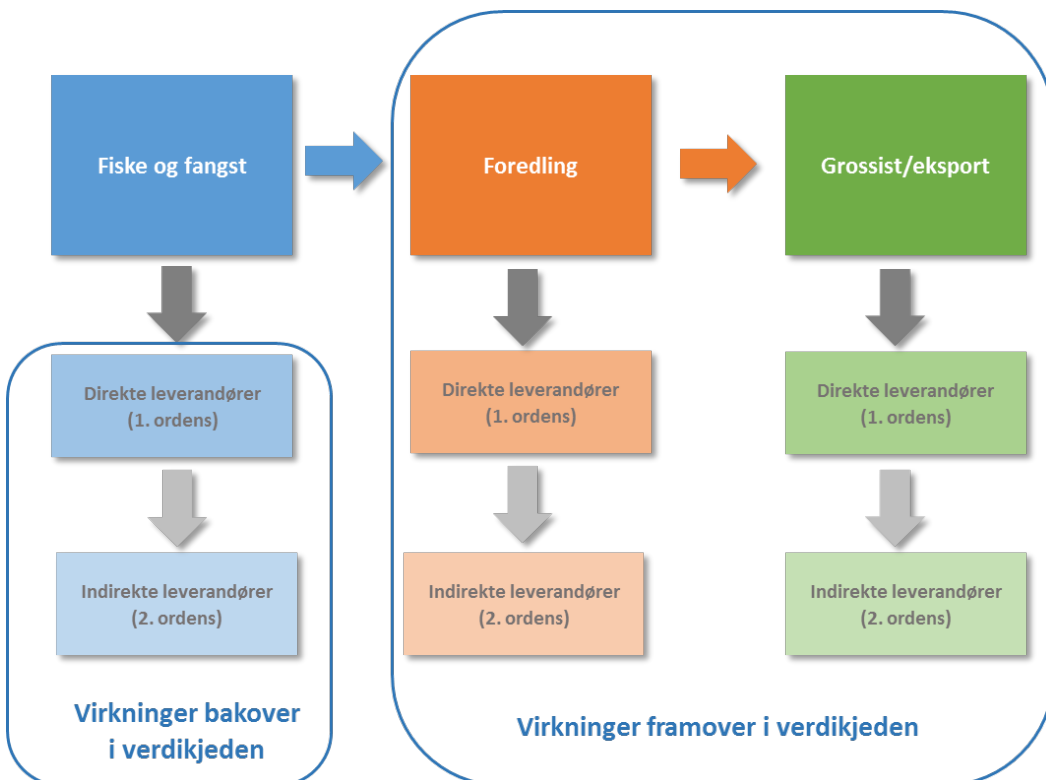 Fiske og fangst
Foredling
Grossist/eksport
Direkte leverandører
(1. ordens)
Direkte leverandører
(1. ordens)
Direkte leverandører
(1. ordens)
Indirekte leverandører
(2. ordens)
Indirekte leverandører
(2. ordens)
Indirekte leverandører
(2. ordens)
Virkninger bakover
i verdikjeden
Virkninger framover i verdikjeden